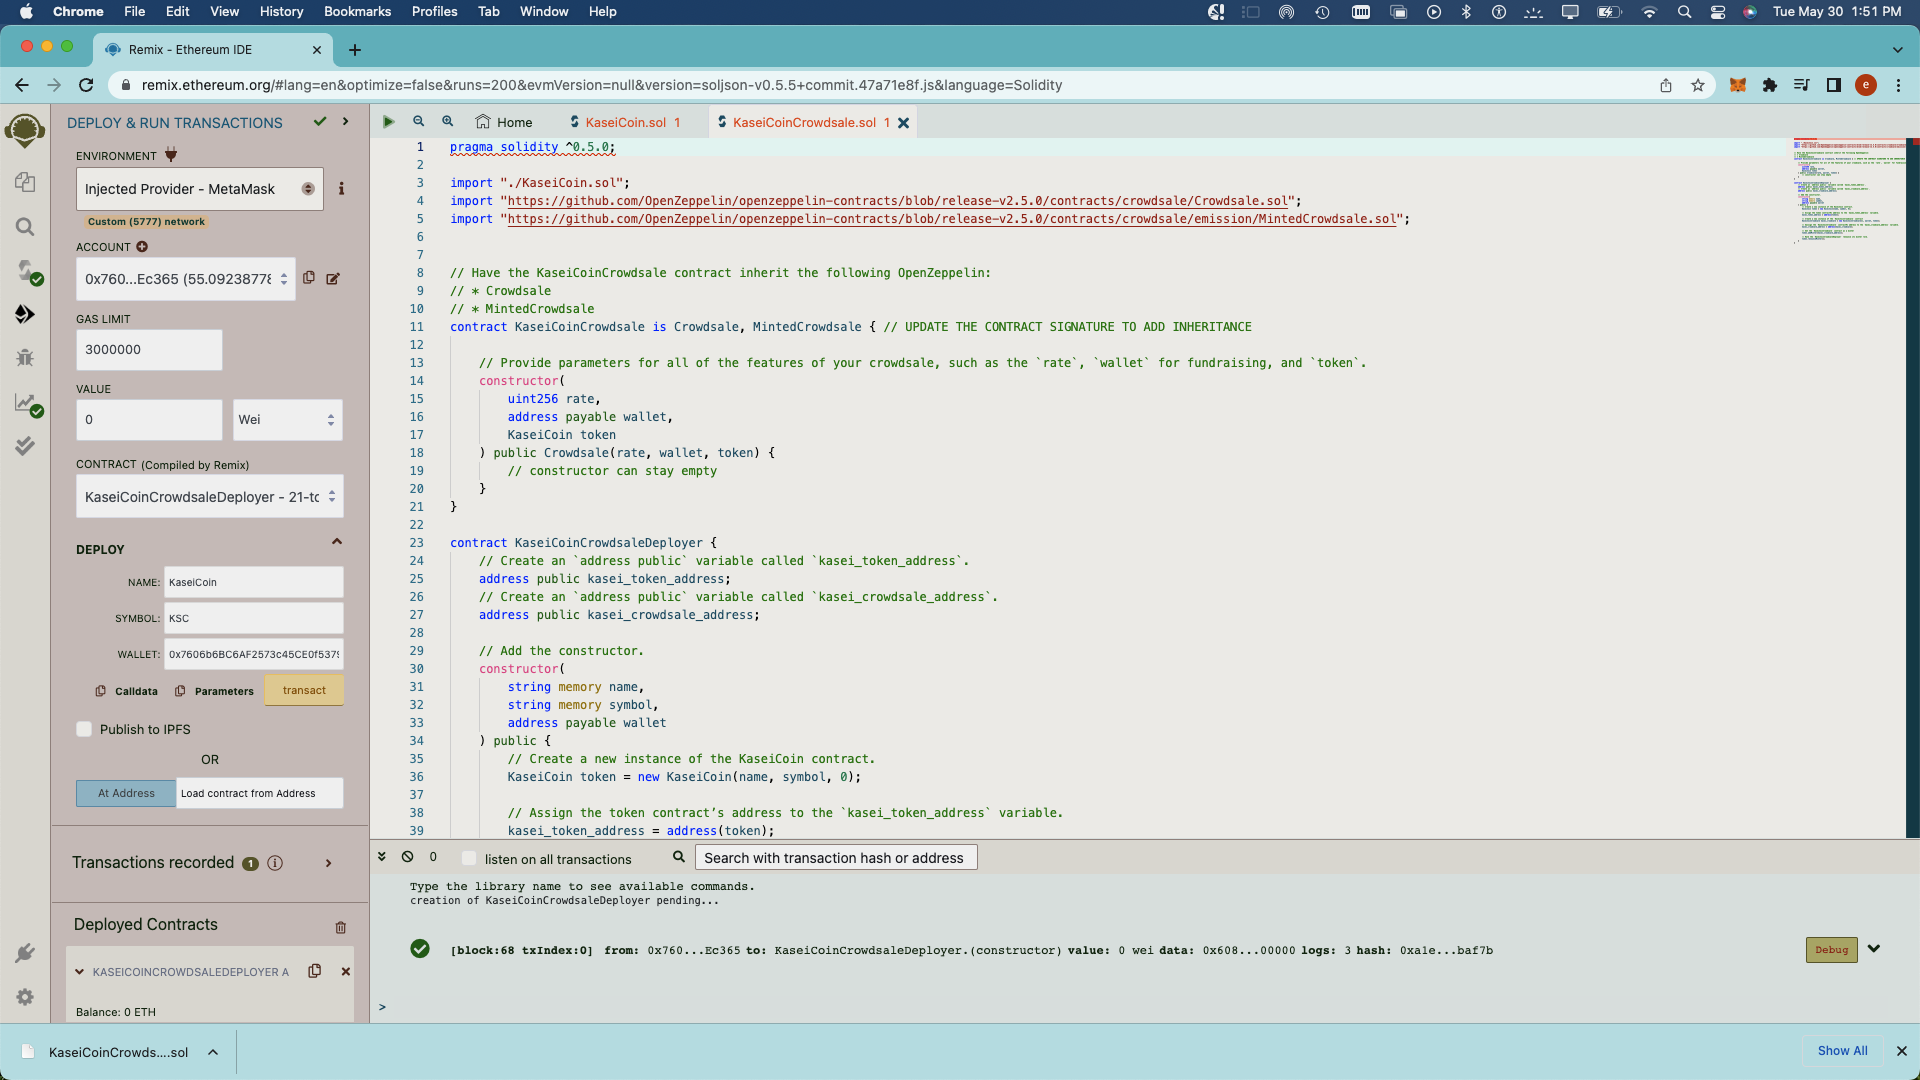 Chrome File Edit View History Bookmarks Profiles Tab Window Help
Tue May 30 1:51 PM
Remix - Ethereum IDE
remix.ethereum.org/#lang=en&optimize=false&runs=200&evmVersion=null&version=soljson-v0.5.5+commit.47a71e8f.js&language=Solidity
e
DEPLOY & RUN TRANSACTIONS
ENVIRONMENT
Injected Provider - MetaMask
Custom (5777) network
ACCOUNT
0x760...Ec365 (55.09238778
GAS LIMIT
3000000
VALUE
0
Wei
CONTRACT (Compiled by Remix)
KaseiCoinCrowdsaleDeployer - 21-to
DEPLOY
NAME: KaseiCoin
SYMBOL: KSC
WALLET: 0x7606b6BC6AF2573c45CE0f5379
Calldata Parameters transact
Publish to IPFS
OR
At Address Load contract from Address
Transactions recorded 1
Deployed Contracts
KASEICOINCROWDSALEDEPLOYER A
Balance: 0 ETH
Home
KaseiCoin.sol 1
KaseiCoinCrowdsale.sol 1
1 pragma solidity ^0.5.0;
2
3 import "./KaseiCoin.sol";
4 import "https://github.com/OpenZeppelin/openzeppelin-contracts/blob/release-v2.5.0/contracts/crowdsale/Crowdsale.sol";
5 import "https://github.com/OpenZeppelin/openzeppelin-contracts/blob/release-v2.5.0/contracts/crowdsale/emission/MintedCrowdsale.sol";
6
7
8 // Have the KaseiCoinCrowdsale contract inherit the following OpenZeppelin:
9 // * Crowdsale
10 // * MintedCrowdsale
11 contract KaseiCoinCrowdsale is Crowdsale, MintedCrowdsale { // UPDATE THE CONTRACT SIGNATURE TO ADD INHERITANCE
12
13 // Provide parameters for all of the features of your crowdsale, such as the `rate`, `wallet` for fundraising, and `token`.
14 constructor(
15 uint256 rate,
16 address payable wallet,
17 KaseiCoin token
18 ) public Crowdsale(rate, wallet, token) {
19 // constructor can stay empty
20 }
21 }
22
23 contract KaseiCoinCrowdsaleDeployer {
24 // Create an `address public` variable called `kasei_token_address`.
25 address public kasei_token_address;
26 // Create an `address public` variable called `kasei_crowdsale_address`.
27 address public kasei_crowdsale_address;
28
29 // Add the constructor.
30 constructor(
31 string memory name,
32 string memory symbol,
33 address payable wallet
34 ) public {
35 // Create a new instance of the KaseiCoin contract.
36 KaseiCoin token = new KaseiCoin(name, symbol, 0);
37
38 // Assign the token contract’s address to the `kasei_token_address` variable.
39 kasei_token_address = address(token);
0 listen on all transactions Search with transaction hash or address
Type the library name to see available commands.
creation of KaseiCoinCrowdsaleDeployer pending...
[block:68 txIndex:0] from: 0x760...Ec365 to: KaseiCoinCrowdsaleDeployer.(constructor) value: 0 wei data: 0x608...00000 logs: 3 hash: 0xa1e...baf7b
Debug
>
KaseiCoinCrowds....sol
Show All